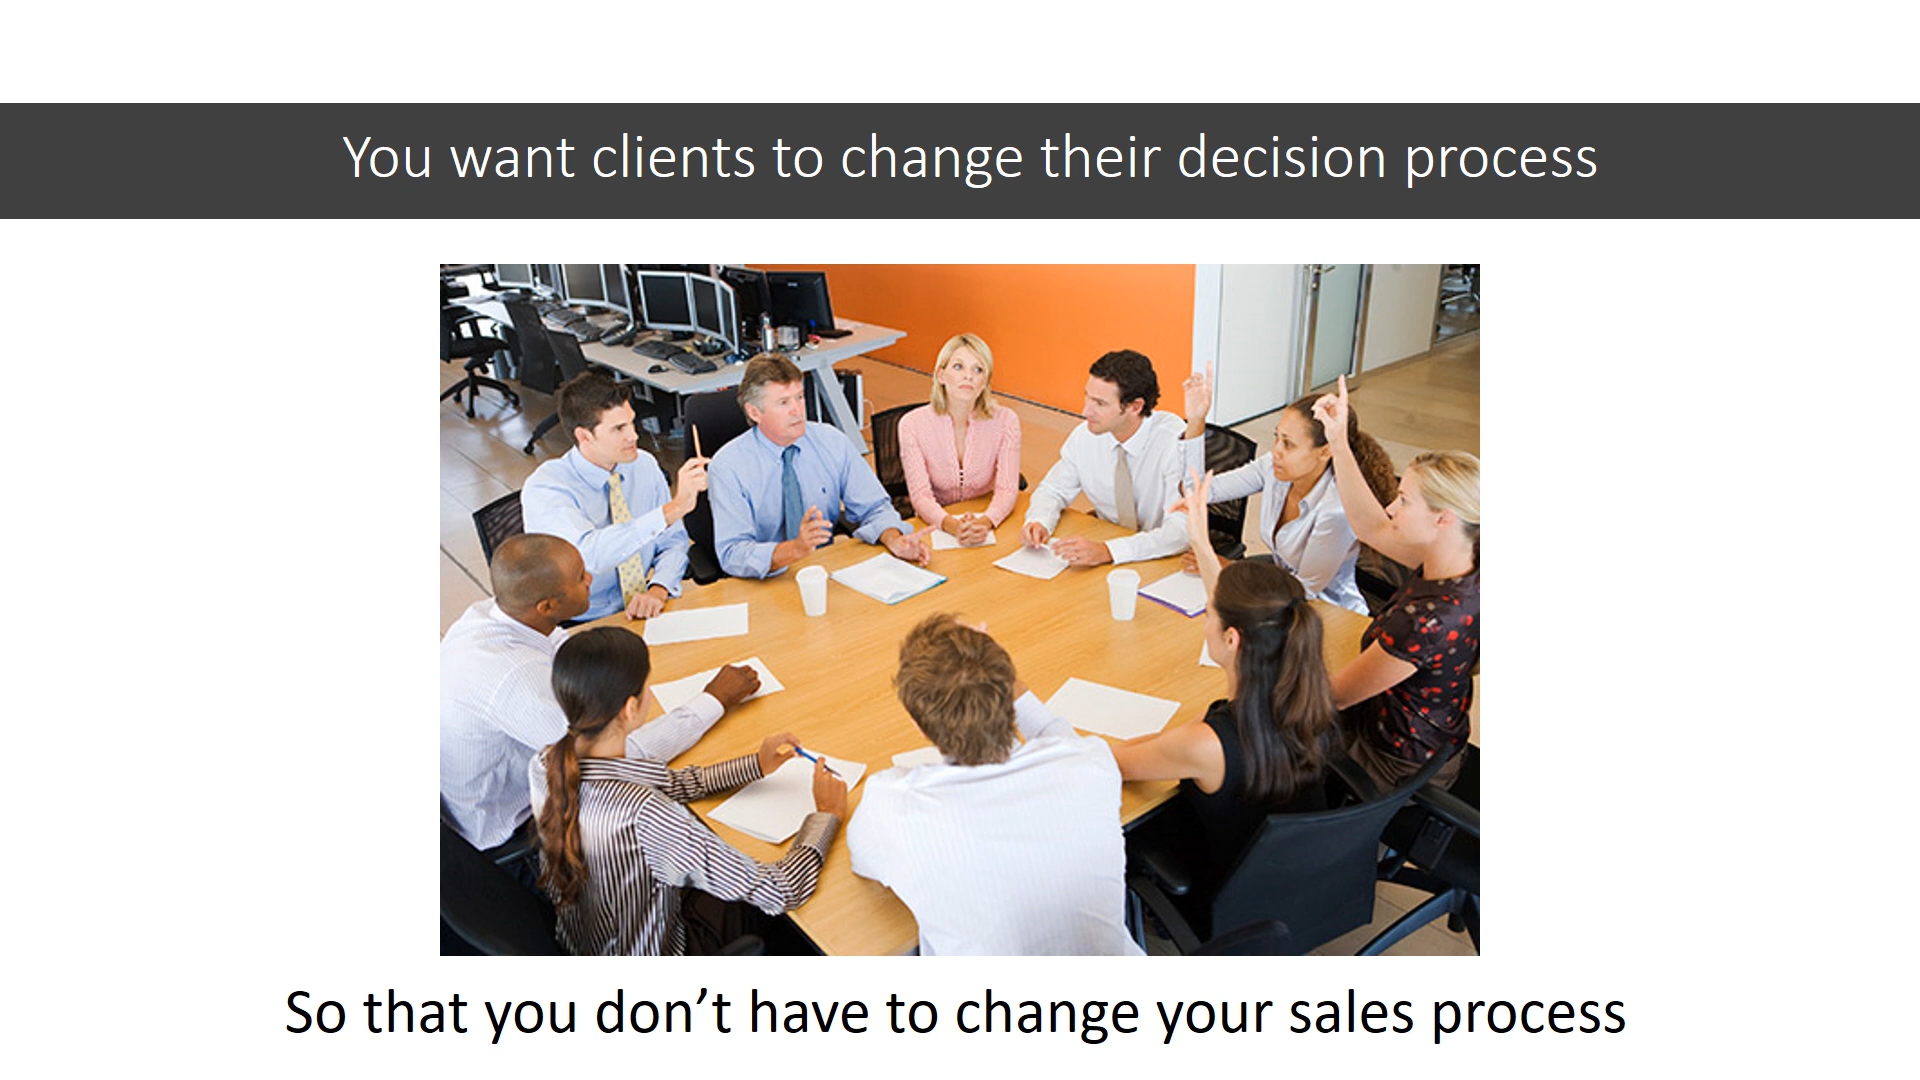 You want clients to change their decision process
So that you don’t have to change your sales process